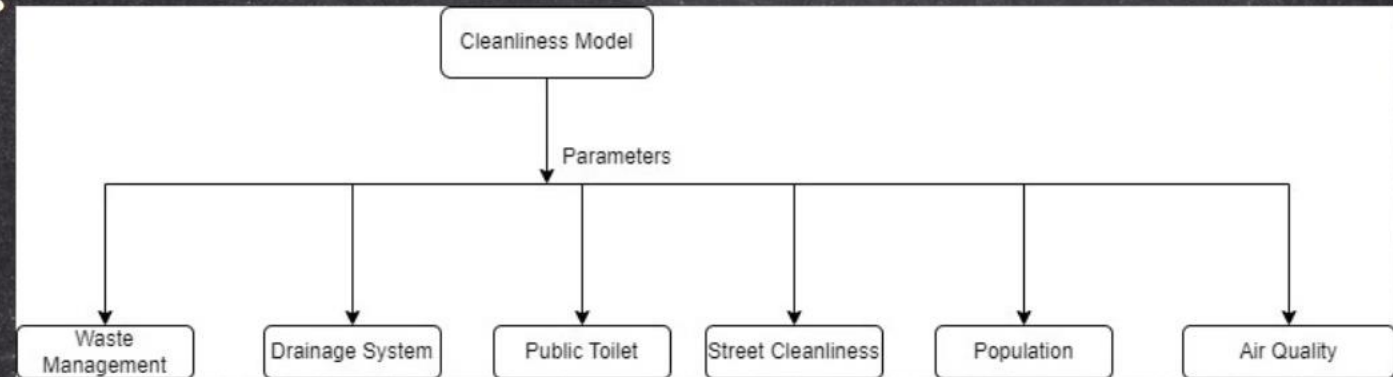 Cleanliness Model
Parameters
Waste
Management
Drainage System
Public Toilet
Street Cleanliness
Population
Air Quality